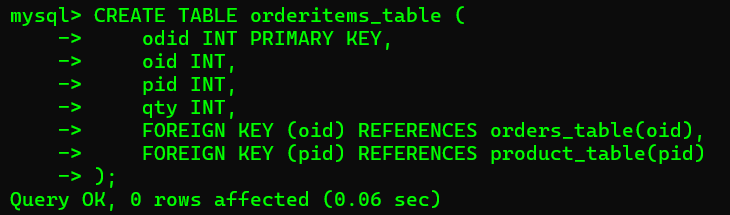 mysql> CREATE TABLE orderitems_table (
    ->     odid INT PRIMARY KEY,
    ->     oid INT,
    ->     pid INT,
    ->     qty INT,
    ->     FOREIGN KEY (oid) REFERENCES orders_table(oid),
    ->     FOREIGN KEY (pid) REFERENCES product_table(pid)
    -> );
Query OK, 0 rows affected (0.06 sec)